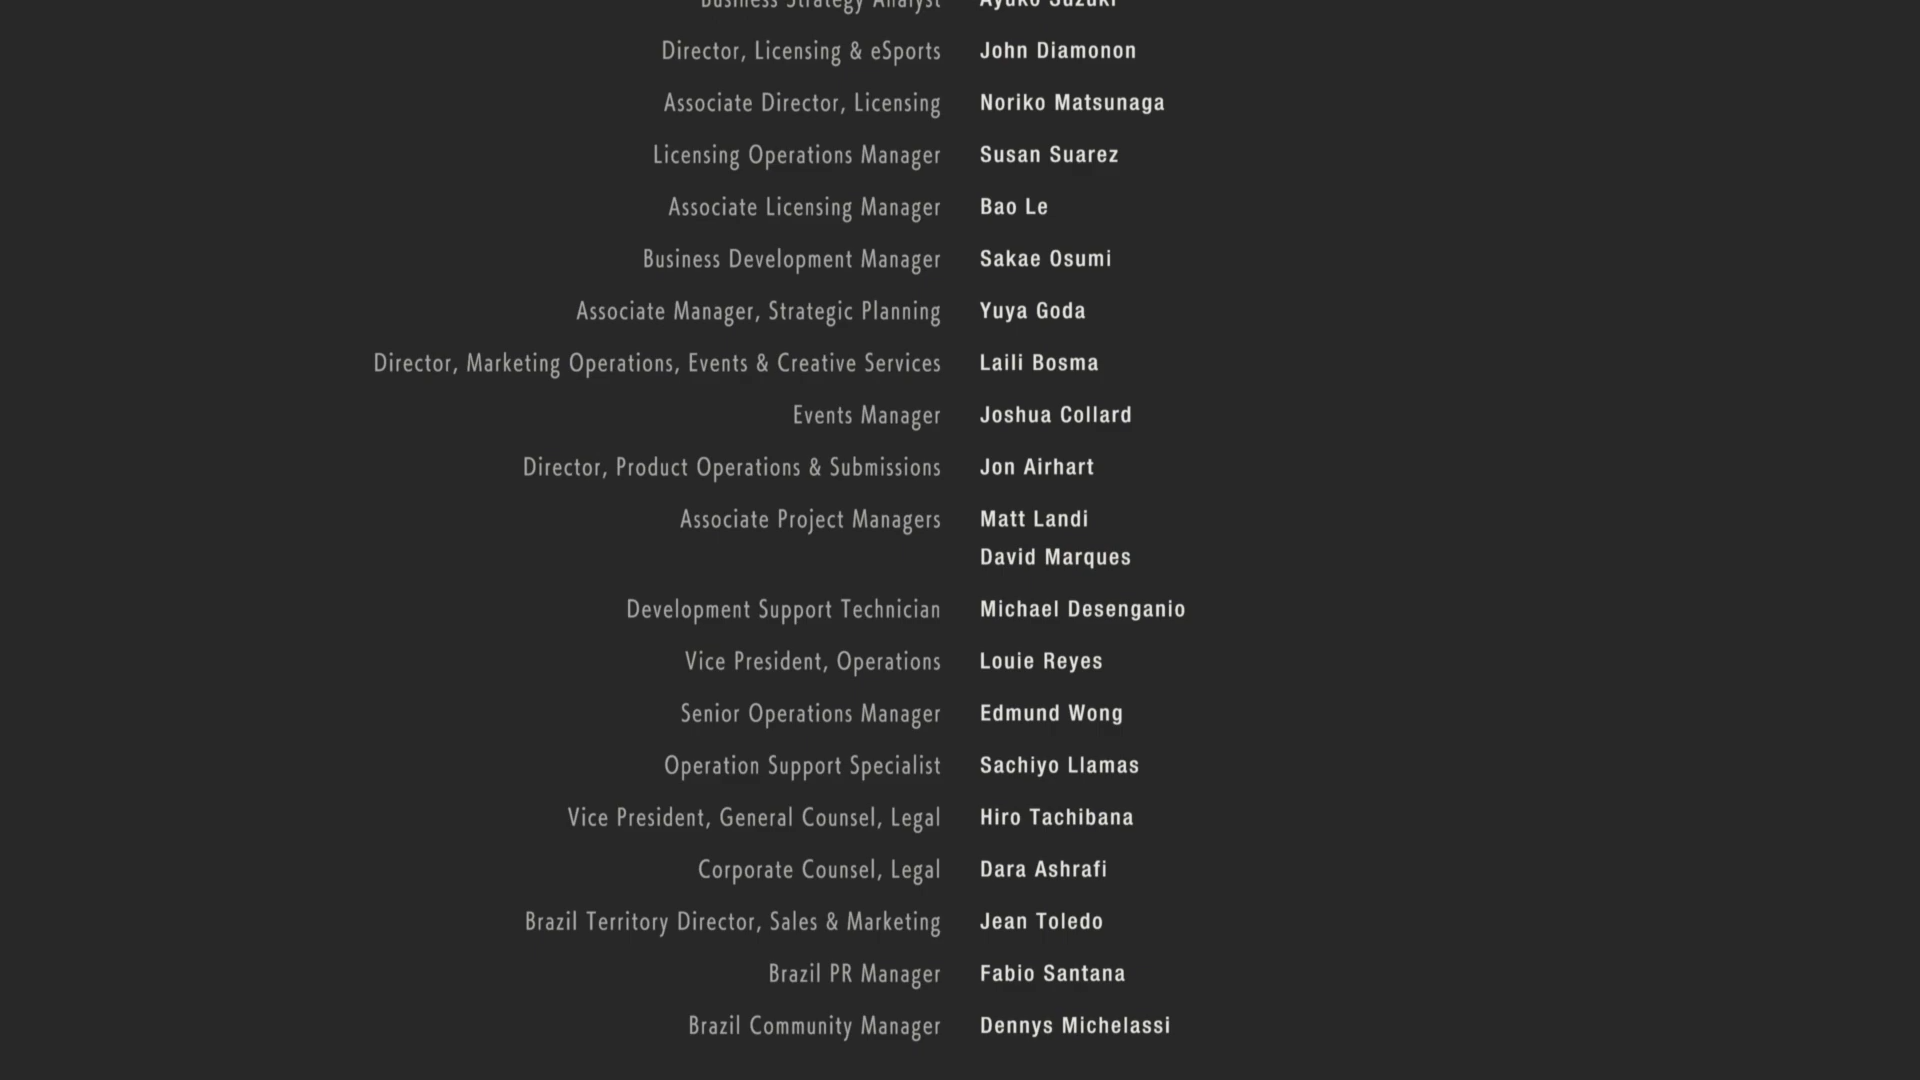 Business Strategy Analyst Ayuko Suzuki
Director, Licensing & eSports John Diamonon
Associate Director, Licensing Noriko Matsunaga
Licensing Operations Manager Susan Suarez
Associate Licensing Manager Bao Le
Business Development Manager Sakae Osumi
Associate Manager, Strategic Planning Yuya Goda
Director, Marketing Operations, Events & Creative Services Laili Bosma
Events Manager Joshua Collard
Director, Product Operations & Submissions Jon Airhart
Associate Project Managers Matt Landi
David Marques
Development Support Technician Michael Desenganio
Vice President, Operations Louie Reyes
Senior Operations Manager Edmund Wong
Operation Support Specialist Sachiyo Llamas
Vice President, General Counsel, Legal Hiro Tachibana
Corporate Counsel, Legal Dara Ashrafi
Brazil Territory Director, Sales & Marketing Jean Toledo
Brazil PR Manager Fabio Santana
Brazil Community Manager Dennys Michelassi